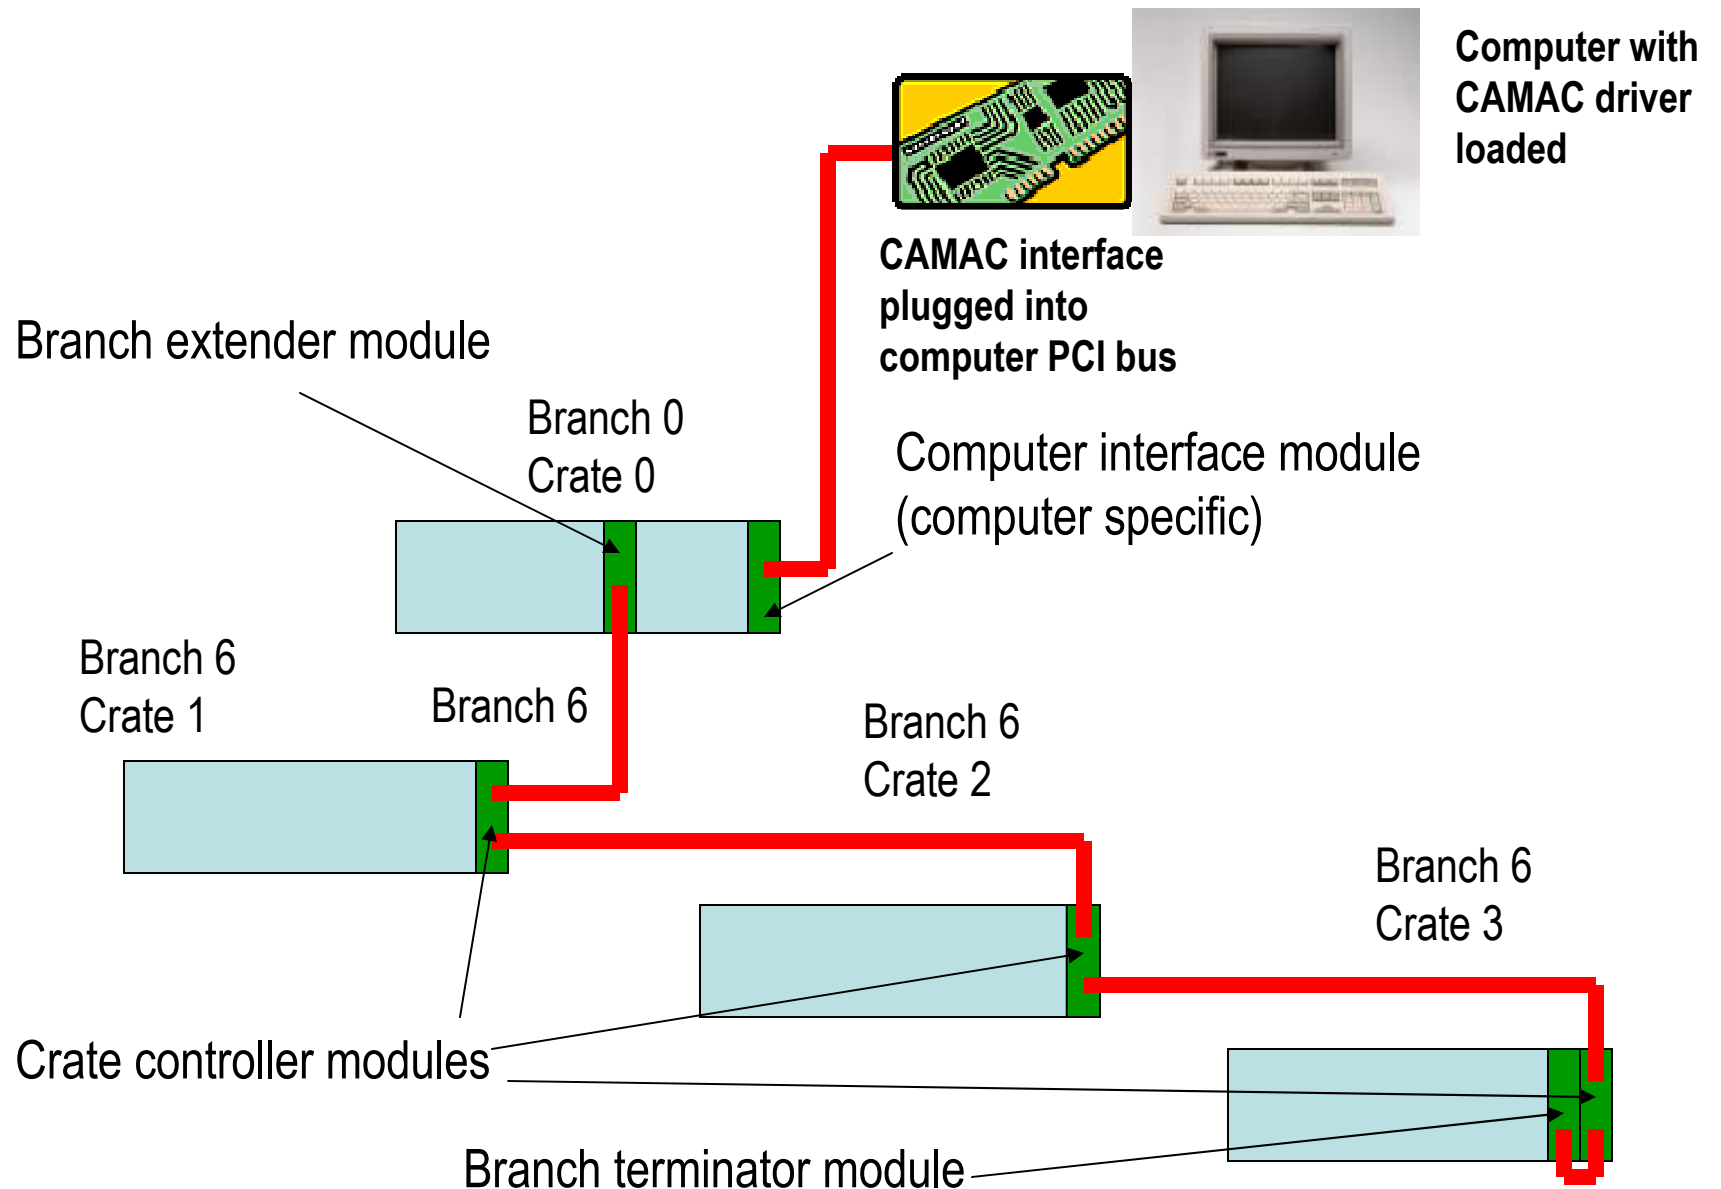 Computer with
CAMAC driver
loaded
CAMAC interface
plugged into
computer PCI bus
Branch extender module
Branch 0
Crate 0
Computer interface module
(computer specific)
Branch 6
Crate 1
Branch 6
Branch 6
Crate 2
Branch 6
Crate 3
Crate controller modules
Branch terminator module